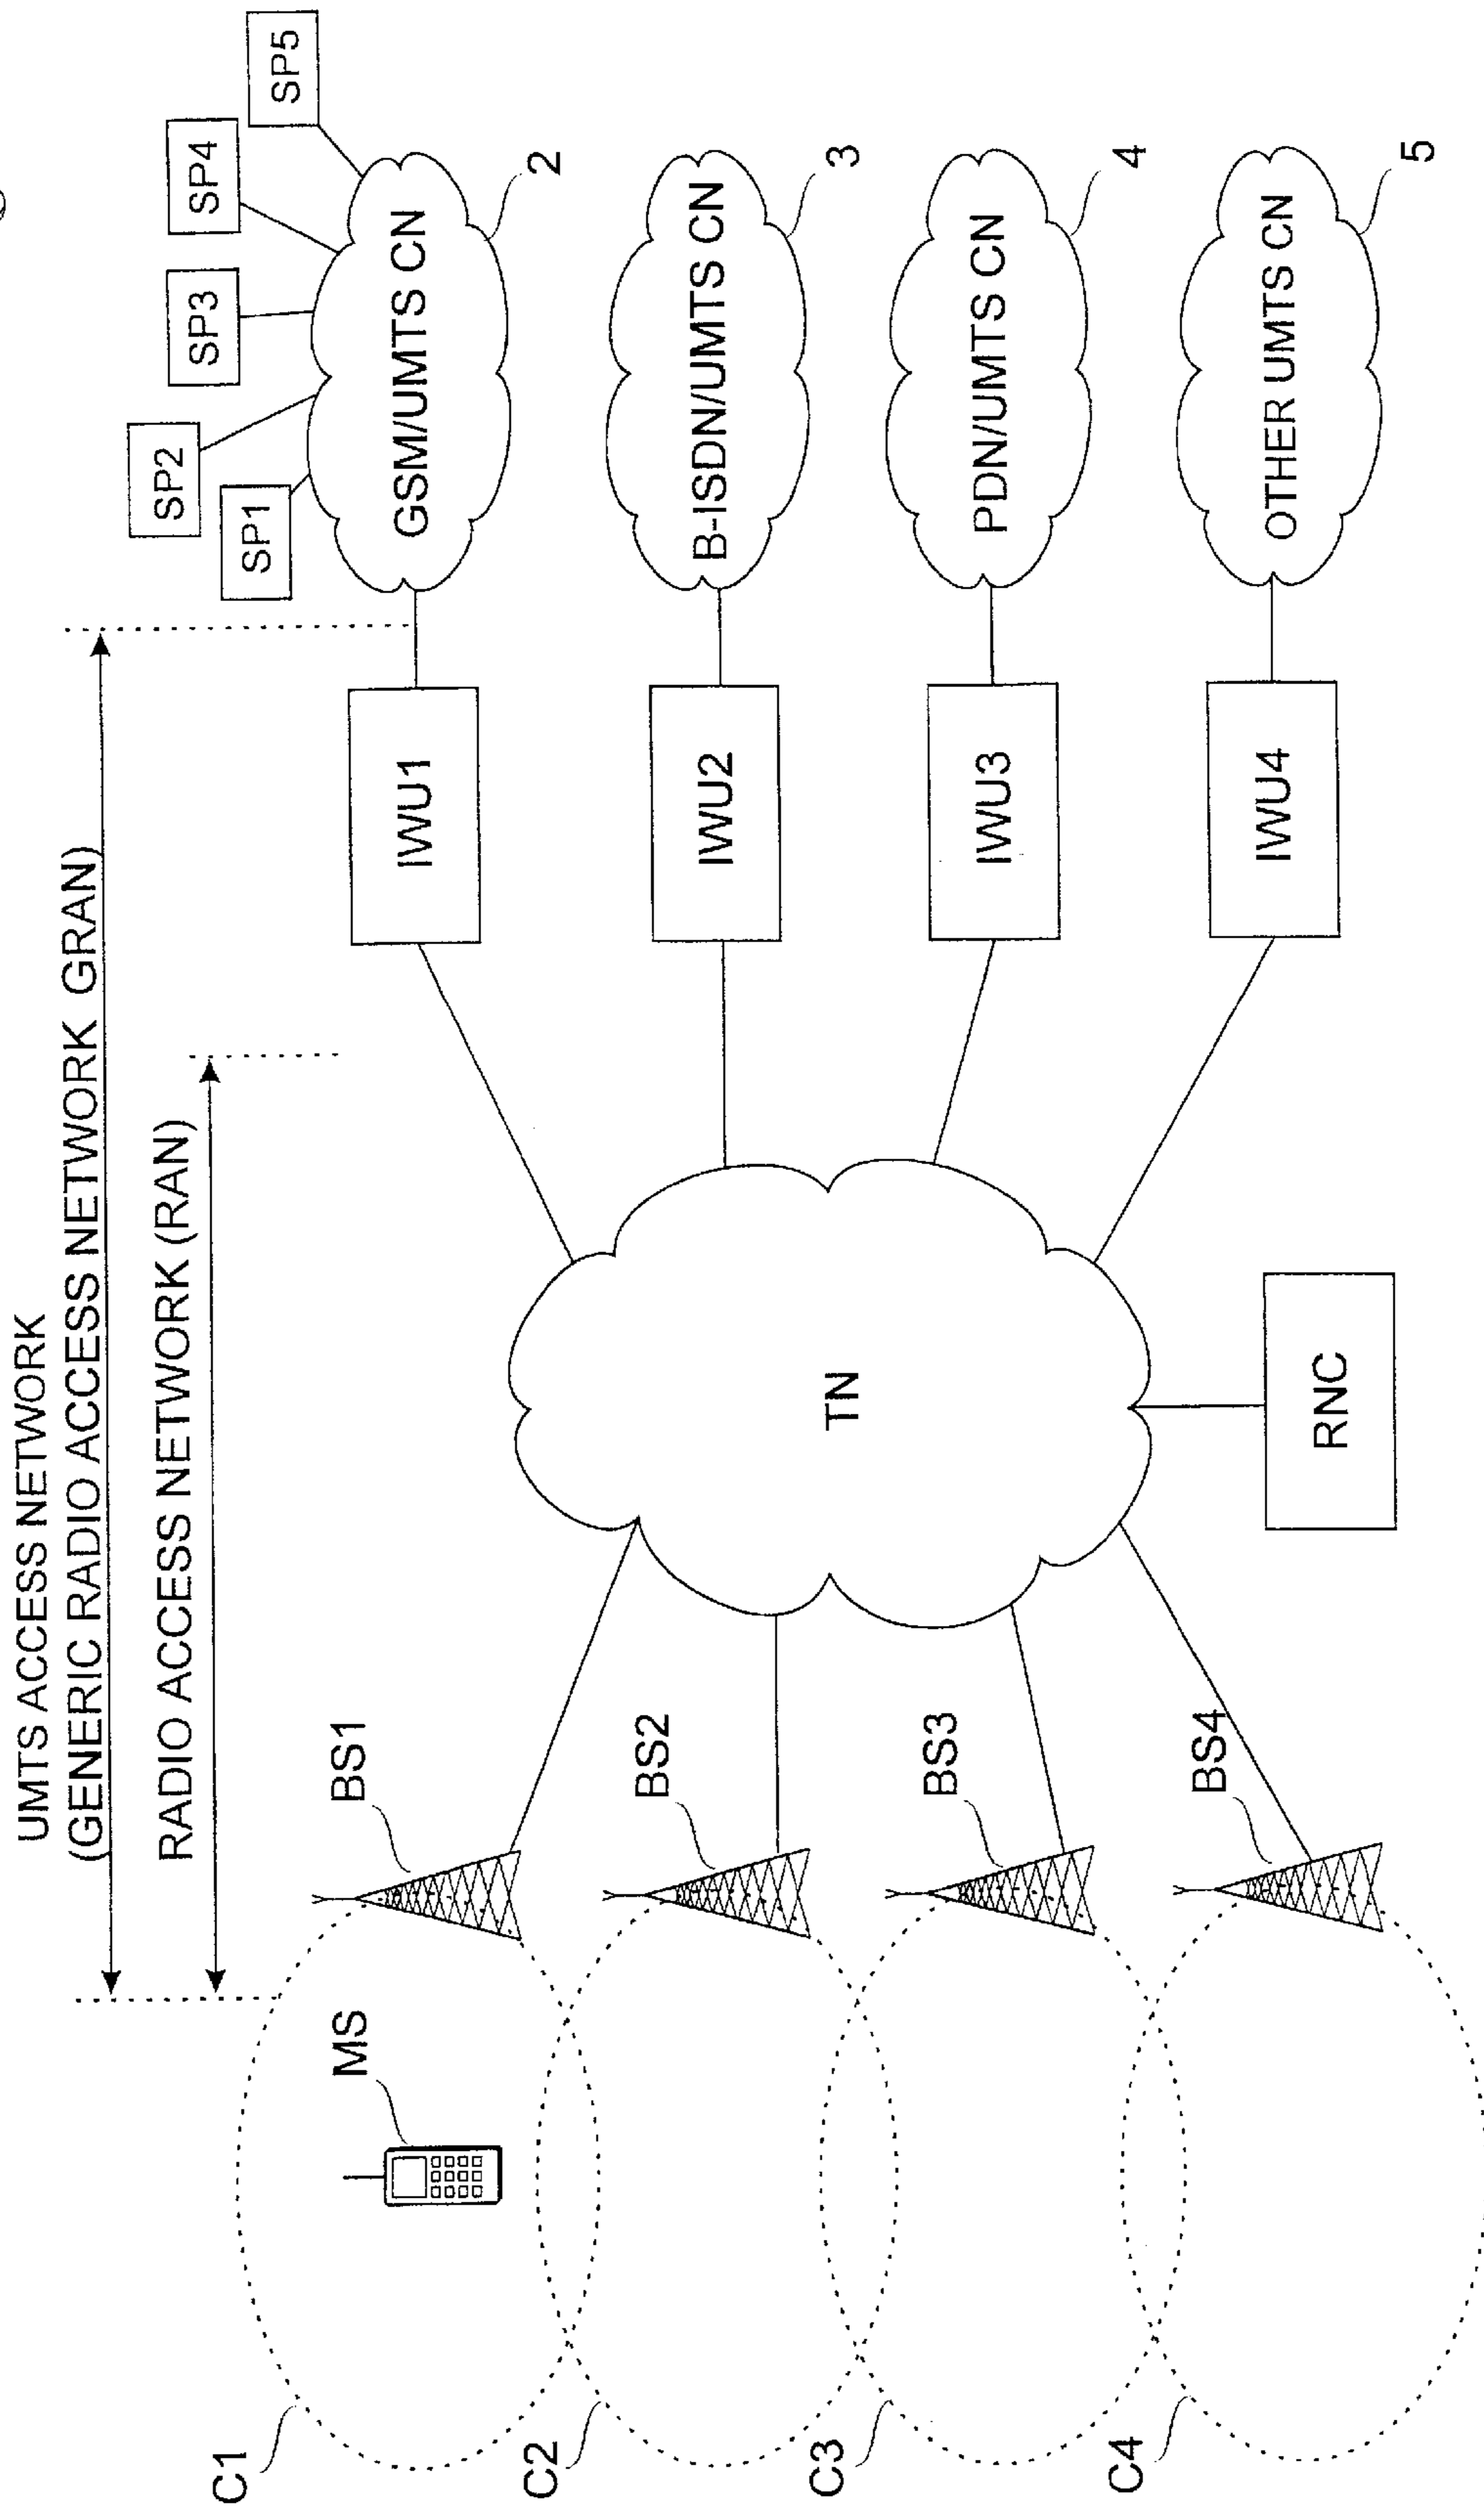 UMTS ACCESS NETWORK
(GENERIC RADIO ACCESS NETWORK GRAN)
RADIO ACCESS NETWORK (RAN)
SP1
SP2
SP3
SP4
SP5
C1
MS
BS1
IWU1
GSM/UMTS CN
2
C2
BS2
IWU2
B-ISDN/UMTS CN
3
TN
C3
BS3
IWU3
PDN/UMTS CN
4
C4
BS4
IWU4
OTHER UMTS CN
5
RNC